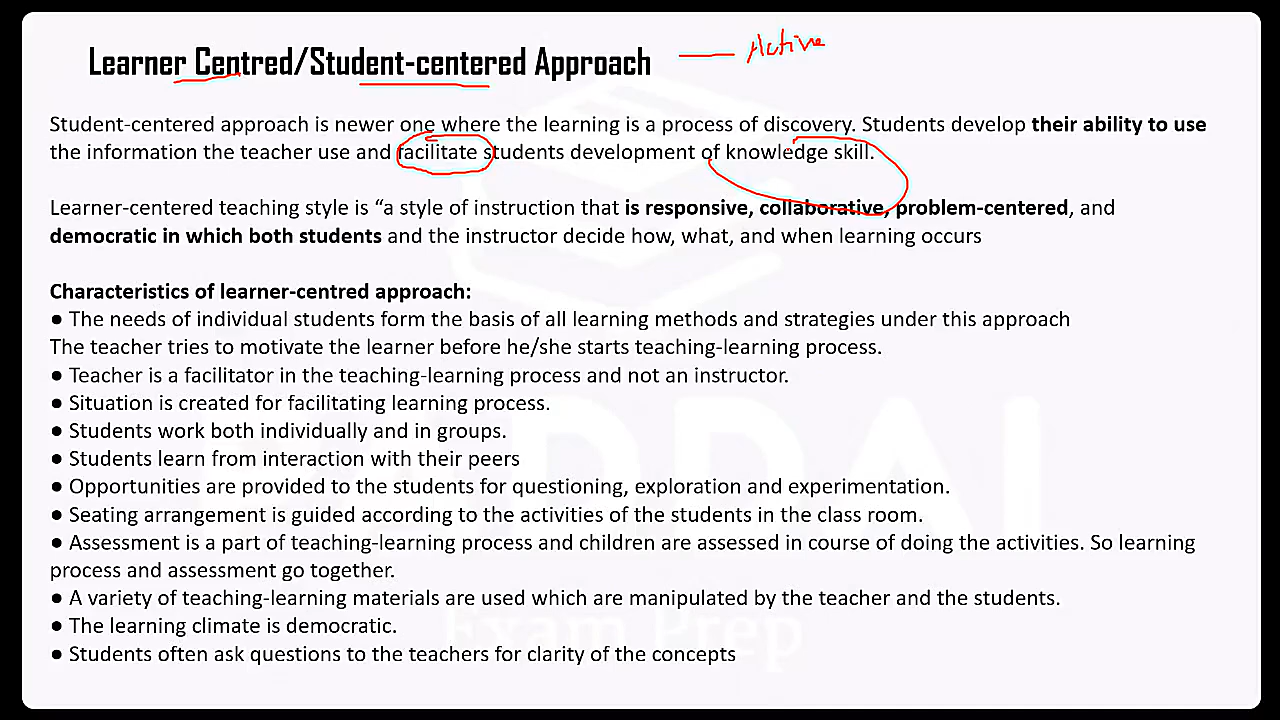 Learner Centred/Student-centered Approach — Active
Student-centered approach is newer one where the learning is a process of discovery. Students develop their ability to use
the information the teacher use and facilitate students development of knowledge skill.
Learner-centered teaching style is “a style of instruction that is responsive, collaborative, problem-centered, and
democratic in which both students and the instructor decide how, what, and when learning occurs
Characteristics of learner-centred approach:
● The needs of individual students form the basis of all learning methods and strategies under this approach
The teacher tries to motivate the learner before he/she starts teaching-learning process.
● Teacher is a facilitator in the teaching-learning process and not an instructor.
● Situation is created for facilitating learning process.
● Students work both individually and in groups.
● Students learn from interaction with their peers
● Opportunities are provided to the students for questioning, exploration and experimentation.
● Seating arrangement is guided according to the activities of the students in the class room.
● Assessment is a part of teaching-learning process and children are assessed in course of doing the activities. So learning
process and assessment go together.
● A variety of teaching-learning materials are used which are manipulated by the teacher and the students.
● The learning climate is democratic.
Exam Prep
● Students often ask questions to the teachers for clarity of the concepts